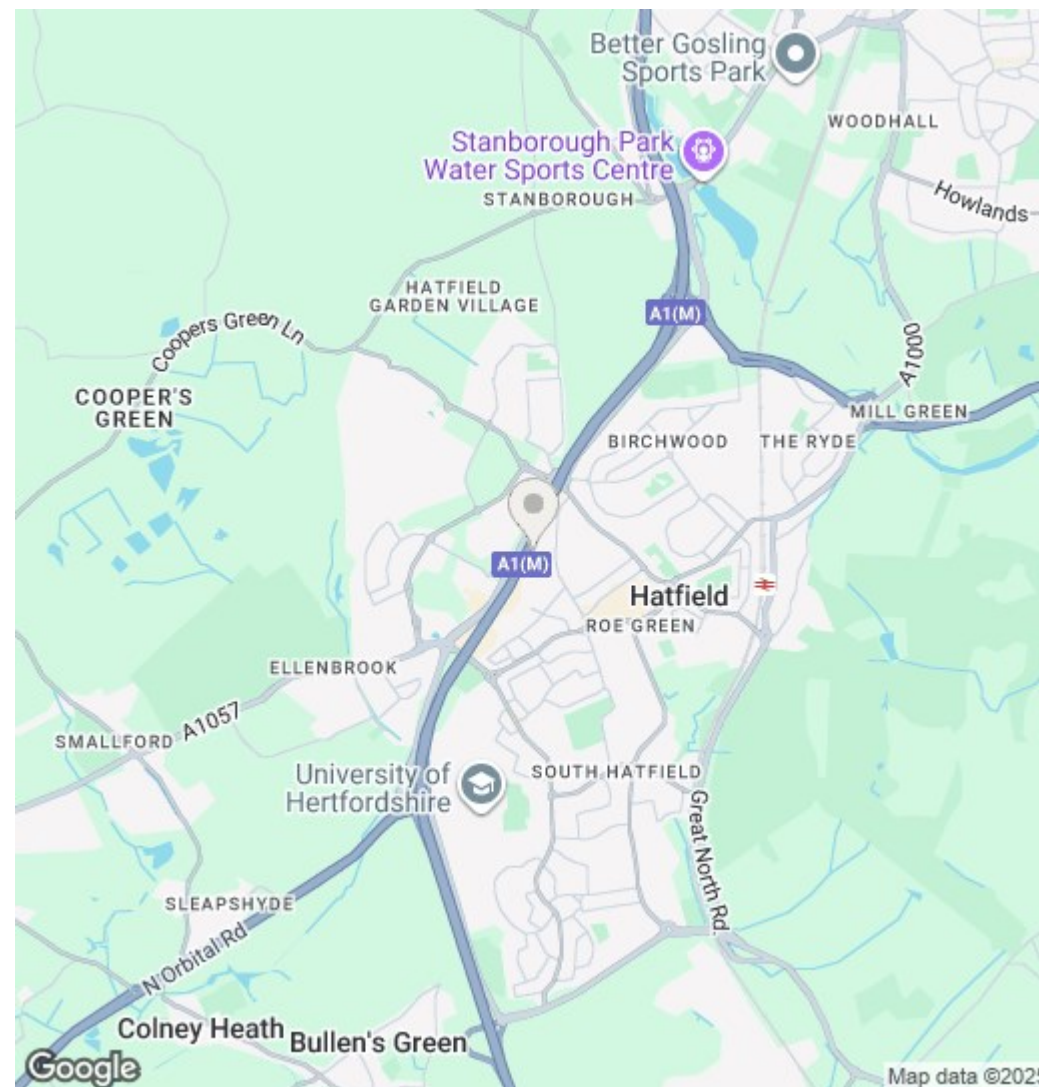 Better Gosling
Sports Park
WOODHALL
Stanborough Park
Water Sports Centre
STANBOROUGH
Howlands
HATFIELD
GARDEN VILLAGE
A1(M)
Coopers Green Ln
A1000
COOPER'S
GREEN
MILL GREEN
BIRCHWOOD
THE RYDE
A1(M)
Hatfield
ROE GREEN
ELLENBROOK
A1057
SMALLFORD
University of
Hertfordshire
SOUTH HATFIELD
Great North Rd.
SLEAPSHYDE
N Orbital Rd
Colney Heath
Bullen's Green
Google
Map data ©2025